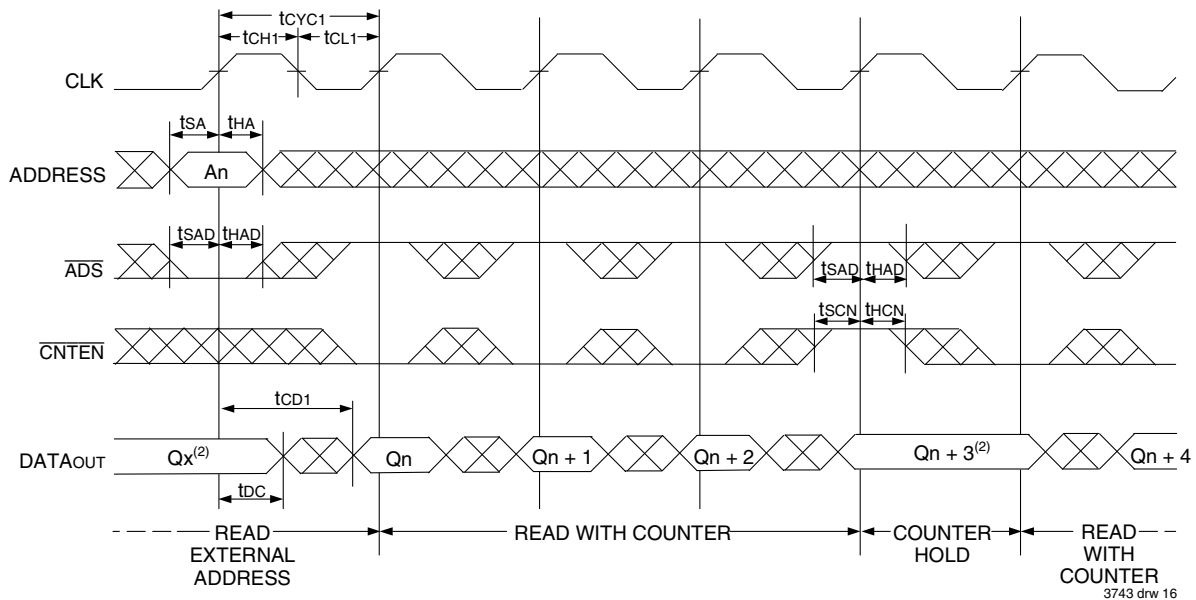 tCYC1
tCH1 tCL1
CLK
tSA tHA
ADDRESS An
tSAD tHAD
ADS
tSAD tHAD
tSCN tHCN
CNTEN
tCD1
DATAOUT Qx(2) Qn Qn + 1 Qn + 2 Qn + 3(2) Qn + 4
tDC
READ EXTERNAL ADDRESS
READ WITH COUNTER
COUNTER HOLD
READ WITH COUNTER
3743 drw 16